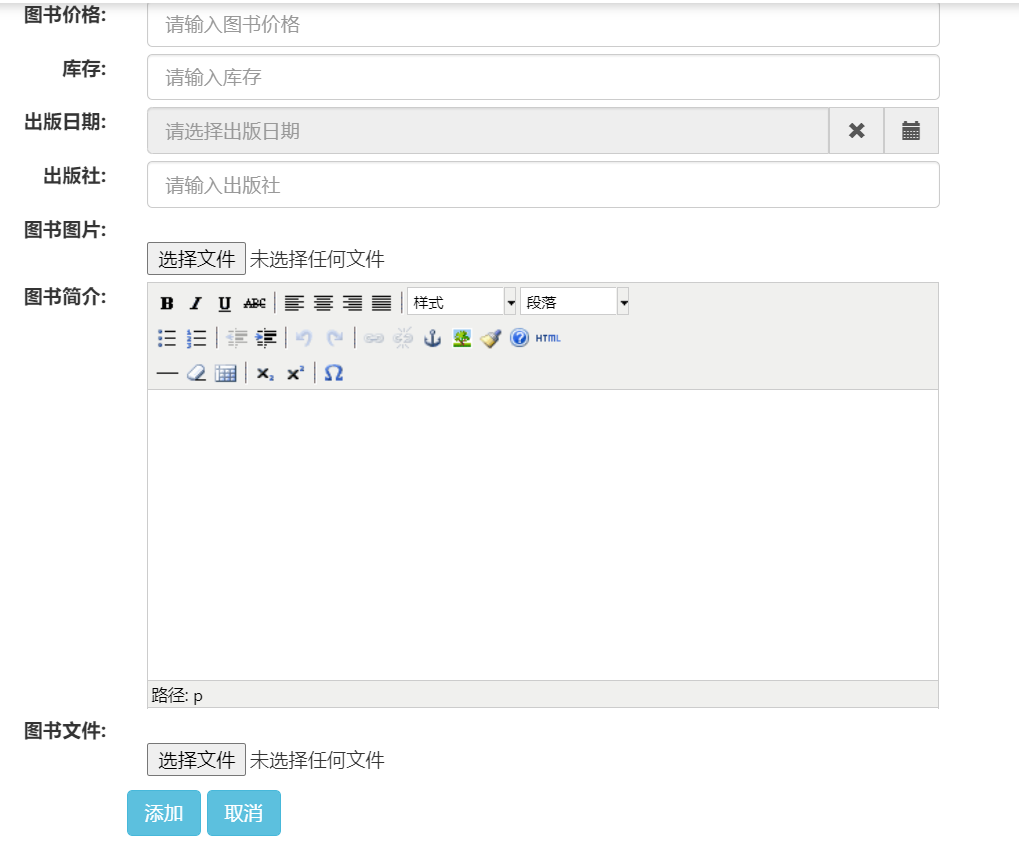 图书价格:
请输入图书价格
库存:
请输入库存
出版日期:
请选择出版日期
出版社:
请输入出版社
图书图片:
选择文件 未选择任何文件
图书简介:
B I U ABC 样式 段落
HTML
x₂ x² Ω
路径: p
图书文件:
选择文件 未选择任何文件
添加 取消